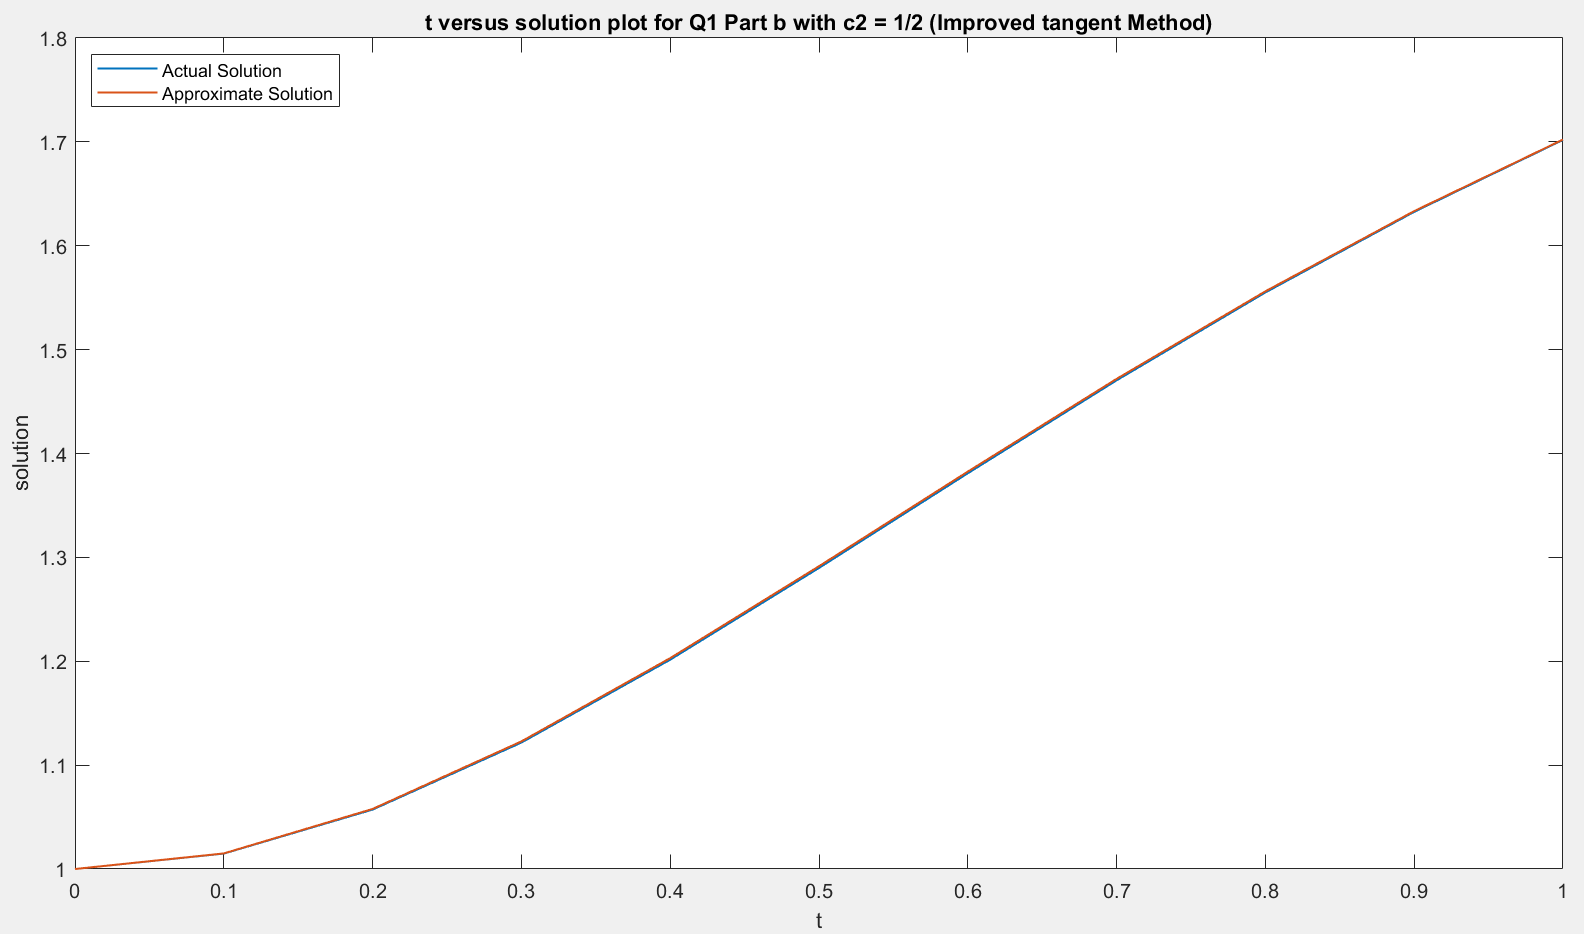 t versus solution plot for Q1 Part b with c2 = 1/2 (Improved tangent Method)
Actual Solution
Approximate Solution
1.8
1.7
1.6
1.5
1.4
1.3
1.2
1.1
1
solution
0 0.1 0.2 0.3 0.4 0.5 0.6 0.7 0.8 0.9 1
t